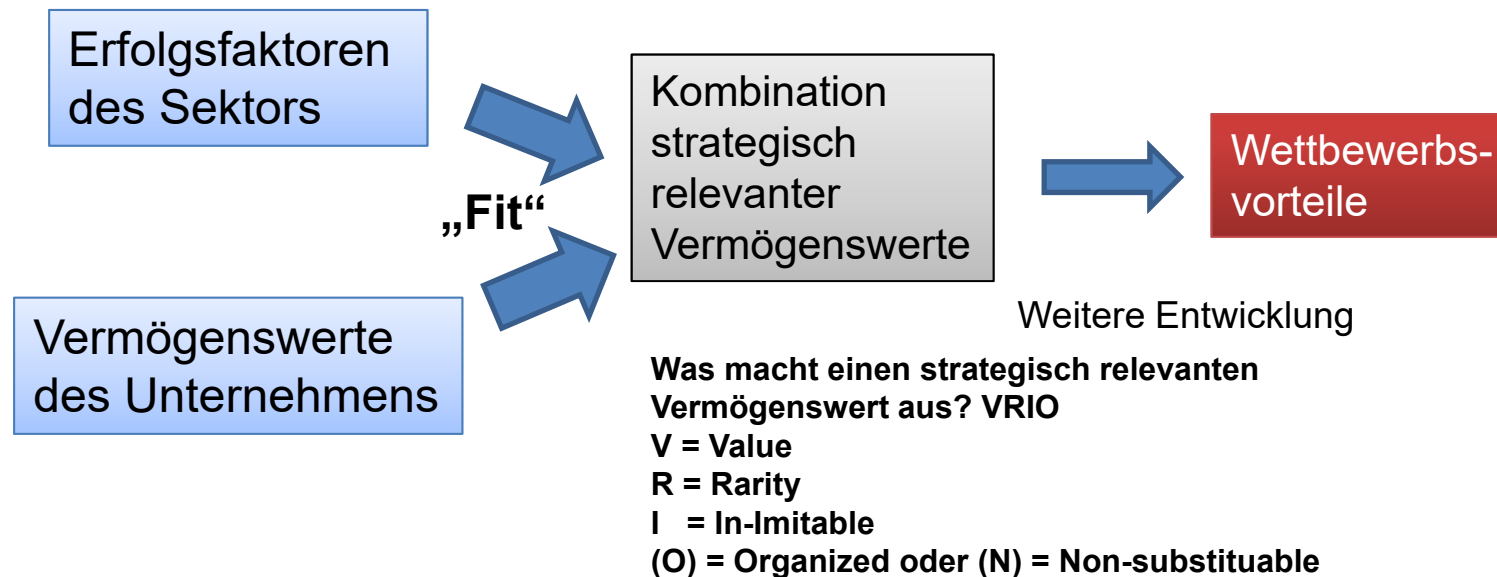 Erfolgsfaktoren
des Sektors
„Fit“
Vermögenswerte
des Unternehmens
Kombination
strategisch
relevanter
Vermögenswerte
Wettbewerbs-
vorteile
Weitere Entwicklung
Was macht einen strategisch relevanten
Vermögenswert aus? VRIO
V = Value
R = Rarity
I = In-Imitable
(O) = Organized oder (N) = Non-substituable